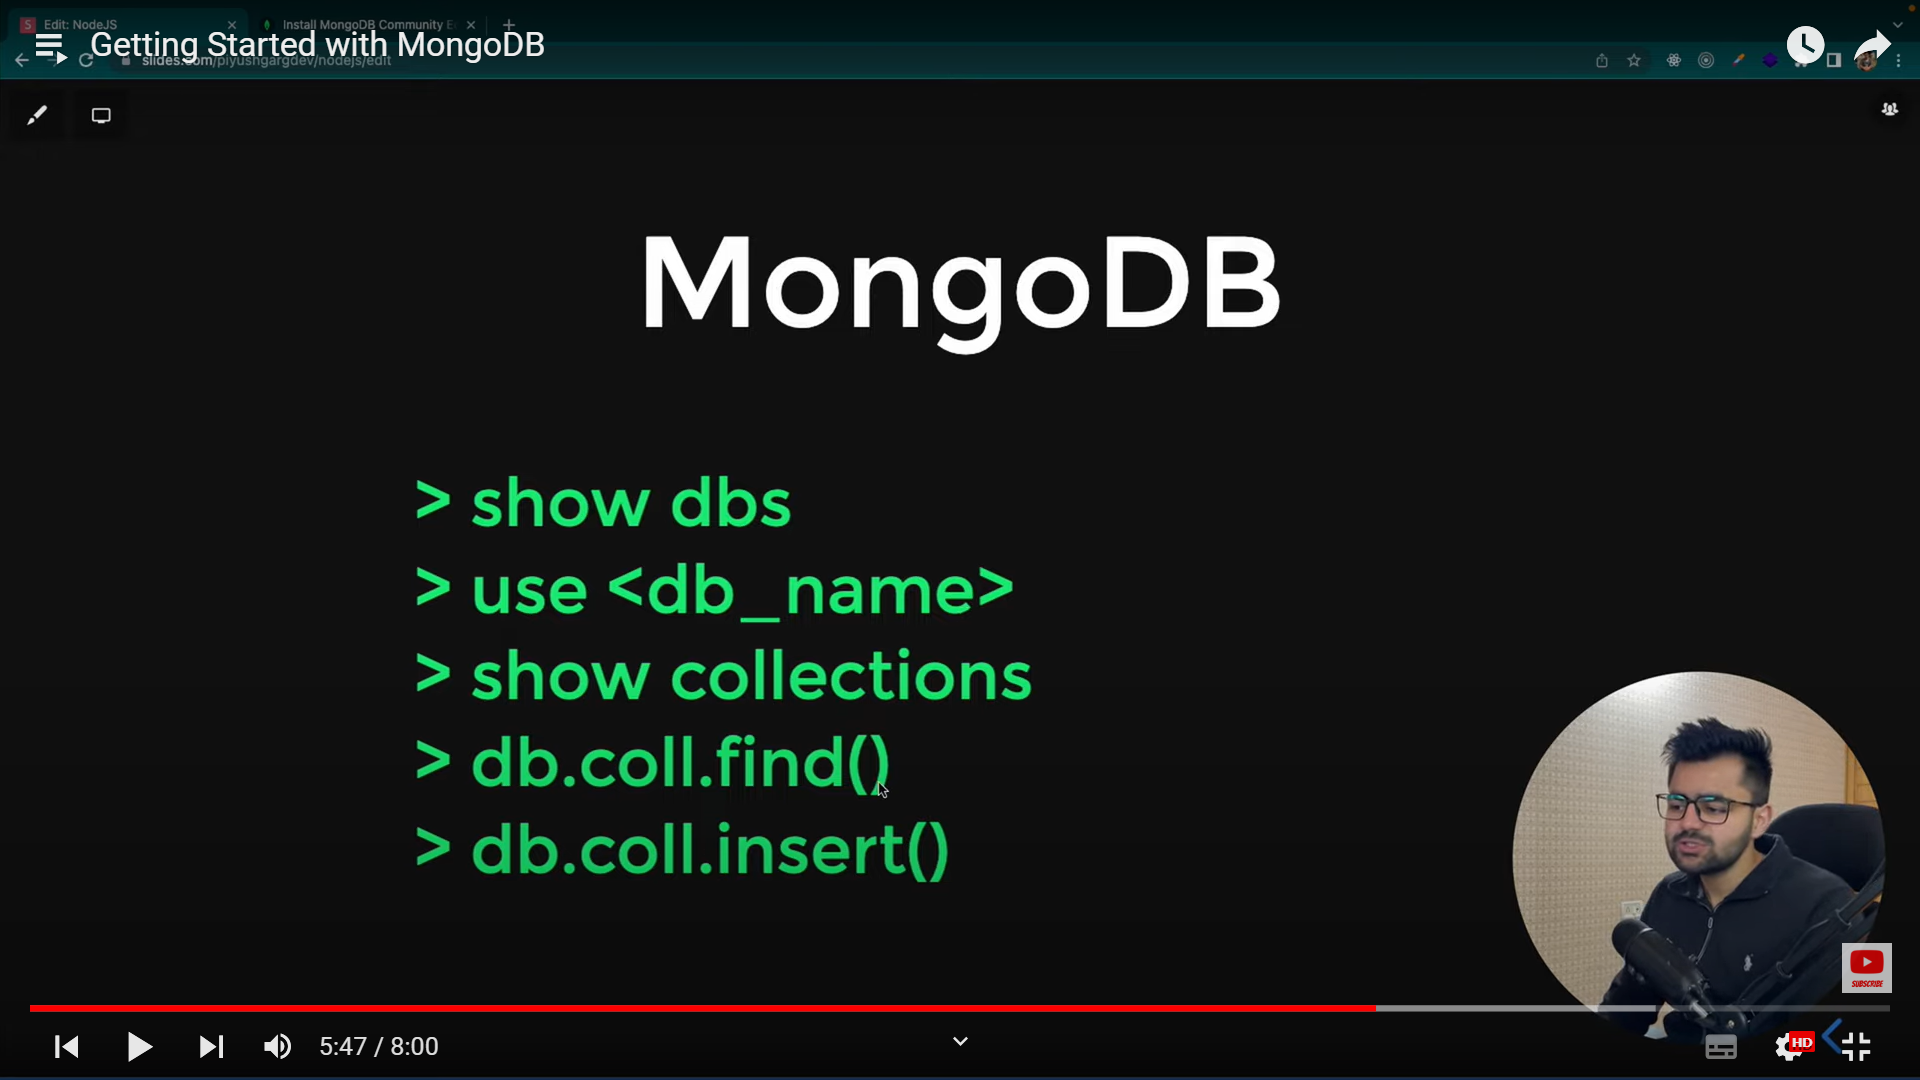 Edit: NodeJS
Install MongoDB Community
Getting Started with MongoDB
slides.com/piyushgargdev/nodejs/edit
MongoDB
> show dbs
> use <db_name>
> show collections
> db.coll.find()
> db.coll.insert()
SUBSCRIBE
5:47 / 8:00
HD